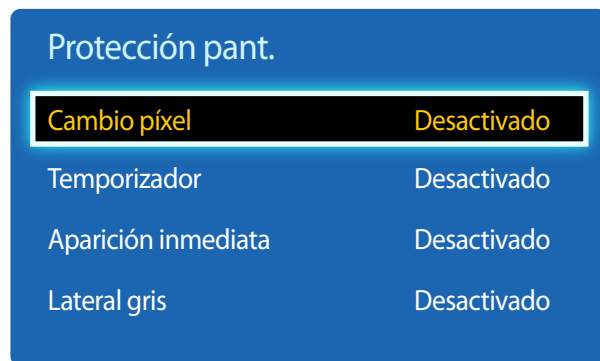 Protección pant.
Cambio píxel Desactivado
Temporizador Desactivado
Aparición inmediata Desactivado
Lateral gris Desactivado